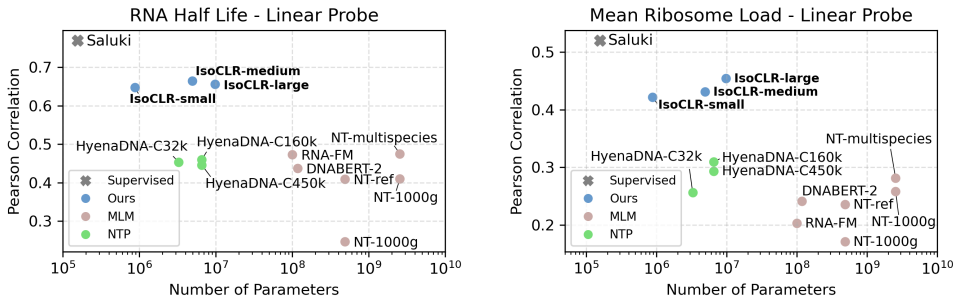 RNA Half Life - Linear Probe
Pearson Correlation
0.7
0.6
0.5
0.4
0.3
Saluki
IsoCLR-medium
IsoCLR-large
IsoCLR-small
HyenaDNA-C32k
HyenaDNA-C160k
HyenaDNA-C450k
RNA-FM
DNABERT-2
NT-multispecies
NT-ref
NT-1000g
NT-1000g
Supervised
Ours
MLM
NTP
10^5
10^6
10^7
10^8
10^9
10^10
Number of Parameters
Mean Ribosome Load - Linear Probe
Pearson Correlation
0.5
0.4
0.3
0.2
Saluki
IsoCLR-large
IsoCLR-medium
IsoCLR-small
HyenaDNA-C32k
HyenaDNA-C160k
HyenaDNA-C450k
NT-multispecies
DNABERT-2
NT-ref
NT-1000g
RNA-FM
NT-1000g
Supervised
Ours
MLM
NTP
10^5
10^6
10^7
10^8
10^9
10^10
Number of Parameters